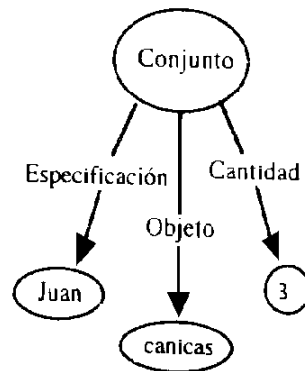 Conjunto
Especificación
Cantidad
Objeto
Juan
3
canicas